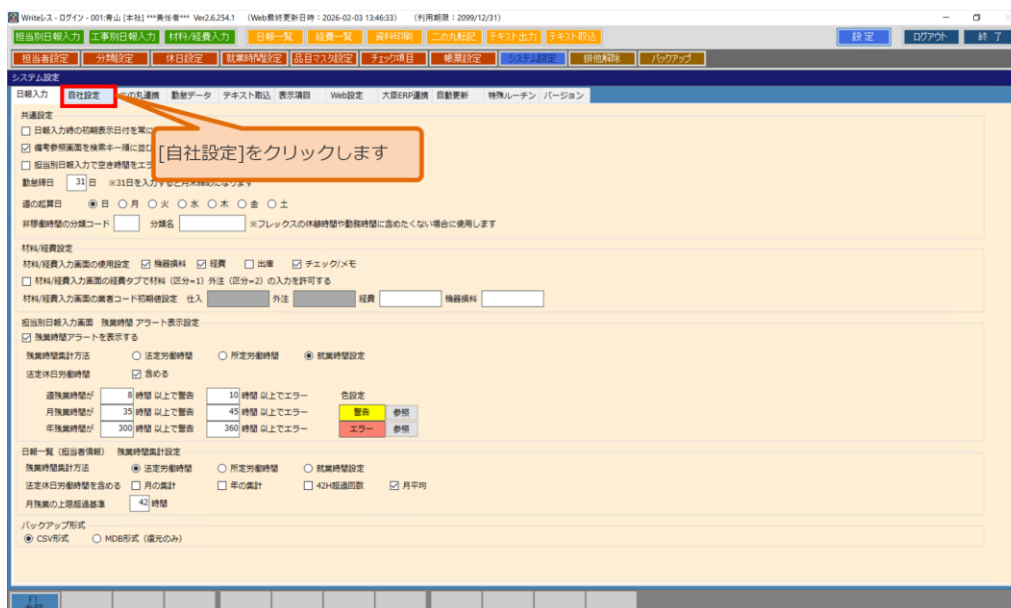 Writeレス - ログイン - 001:青山 [本社] ***責任者*** Ver2.6.254.1 (Web最終更新日時:2026-02-03 13:46:33) (利用期限:2099/12/31)
担当別日報入力 工事別日報入力 材料/経費入力 日報一覧 経費一覧 資料印刷 二の丸転記 テキスト出力 テキスト取込 設 定 ログアウト 終 了
担当者設定 分類設定 休日設定 就業時間設定 品目マスタ設定 チェック項目 帳票設定 システム設定 排他解除 バックアップ
システム設定
日報入力 自社設定 二の丸連携 勤怠データ テキスト取込 表示項目 Web設定 大臣ERP連携 自動更新 特殊ルーチン バージョン
共通設定
日報入力時の初期表示日付を常に
備考参照画面を検索キー順に並び
担当別日報入力で空き時間をエラ
[自社設定]をクリックします
勤怠締日 31 日 ※31日を入力すると月末締めになります
週の起算日 日 月 火 水 木 金 土
非稼働時間の分類コード 分類名 ※フレックスの休継時間や勤務時間に含めたくない場合に使用します
材料/経費設定
材料/経費入力画面の使用設定 機器損料 経費 出庫 チェック/メモ
材料/経費入力画面の経費タブで材料(区分=1)外注(区分=2)の入力を許可する
材料/経費入力画面の業者コード初期値設定 仕入 外注 経費 機器損料
担当別日報入力画面 残業時間 アラート表示設定
残業時間アラートを表示する
残業時間集計方法 法定労働時間 所定労働時間 就業時間設定
法定休日労働時間 含める
週残業時間が 8 時間 以上で警告 10 時間 以上でエラー 色設定
月残業時間が 35 時間 以上で警告 45 時間 以上でエラー 警告 参照
年残業時間が 300 時間 以上で警告 360 時間 以上でエラー エラー 参照
日報一覧(担当者情報) 残業時間集計設定
残業時間集計方法 法定労働時間 所定労働時間 就業時間設定
法定休日労働時間を含める 月の集計 年の集計 42H超過回数 月平均
月残業の上限超過基準 42 時間
バックアップ形式
CSV形式 MDB形式(復元のみ)
F1